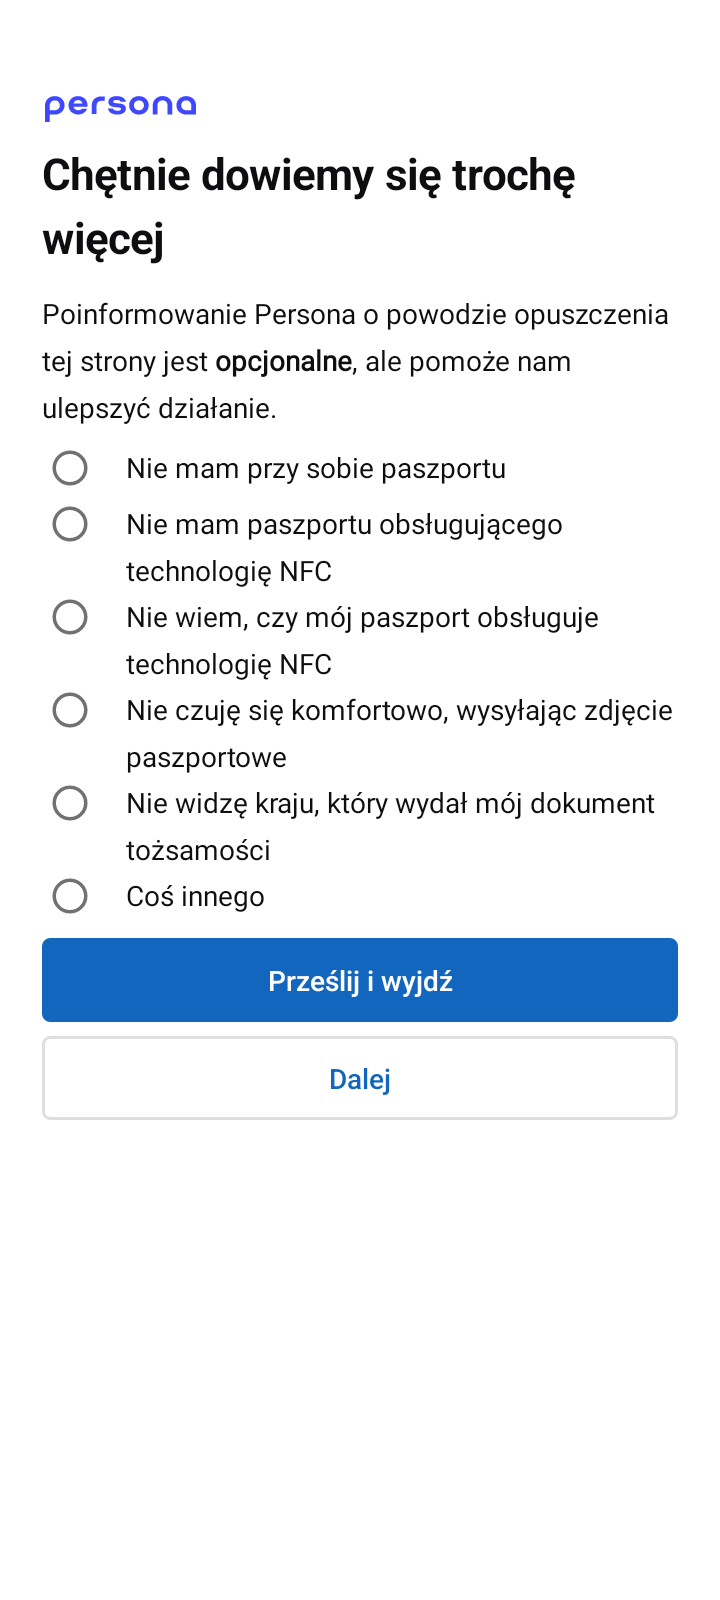 persona
Chętnie dowiemy się trochę
więcej
Poinformowanie Persona o powodzie opuszczenia
tej strony jest opcjonalne, ale pomoże nam
ulepszyć działanie.
Nie mam przy sobie paszportu
Nie mam paszportu obsługującego
technologię NFC
Nie wiem, czy mój paszport obsługuje
technologię NFC
Nie czuję się komfortowo, wysyłając zdjęcie
paszportowe
Nie widzę kraju, który wydał mój dokument
tożsamości
Coś innego
Prześlij i wyjdź
Dalej